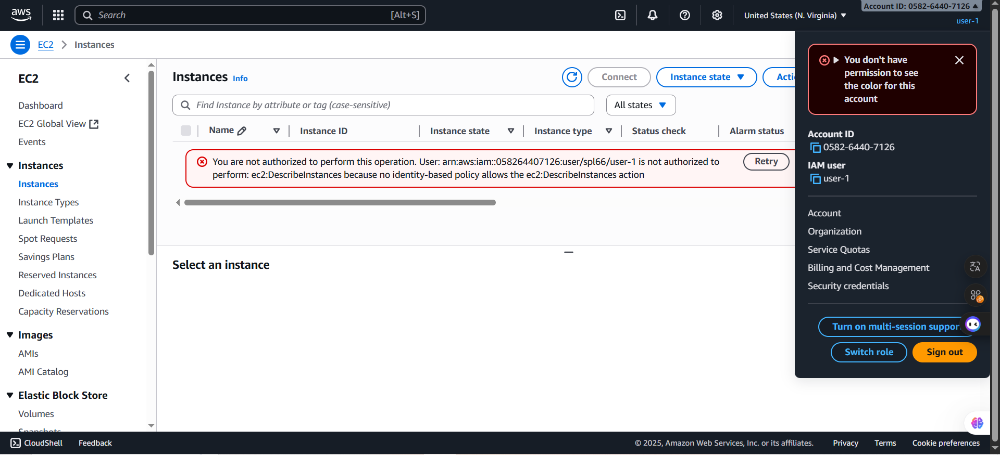 aws
Search
[Alt+S]
United States (N. Virginia)
Account ID: 0582-6440-7126
user-1
EC2
Instances
EC2
Dashboard
EC2 Global View
Events
Instances
Instances
Instance Types
Launch Templates
Spot Requests
Savings Plans
Reserved Instances
Dedicated Hosts
Capacity Reservations
Images
AMIs
AMI Catalog
Elastic Block Store
Volumes
Snapshots
Instances Info
Connect
Instance state
Acti
Find Instance by attribute or tag (case-sensitive)
All states
Name
Instance ID
Instance state
Instance type
Status check
Alarm status
You are not authorized to perform this operation. User: arn:aws:iam::058264407126:user/spl66/user-1 is not authorized to
perform: ec2:DescribeInstances because no identity-based policy allows the ec2:DescribeInstances action
Retry
Select an instance
You don't have
permission to see
the color for this
account
Account ID
0582-6440-7126
IAM user
user-1
Account
Organization
Service Quotas
Billing and Cost Management
Security credentials
Turn on multi-session suppor
Switch role
Sign out
CloudShell
Feedback
© 2025, Amazon Web Services, Inc. or its affiliates.
Privacy
Terms
Cookie preferences